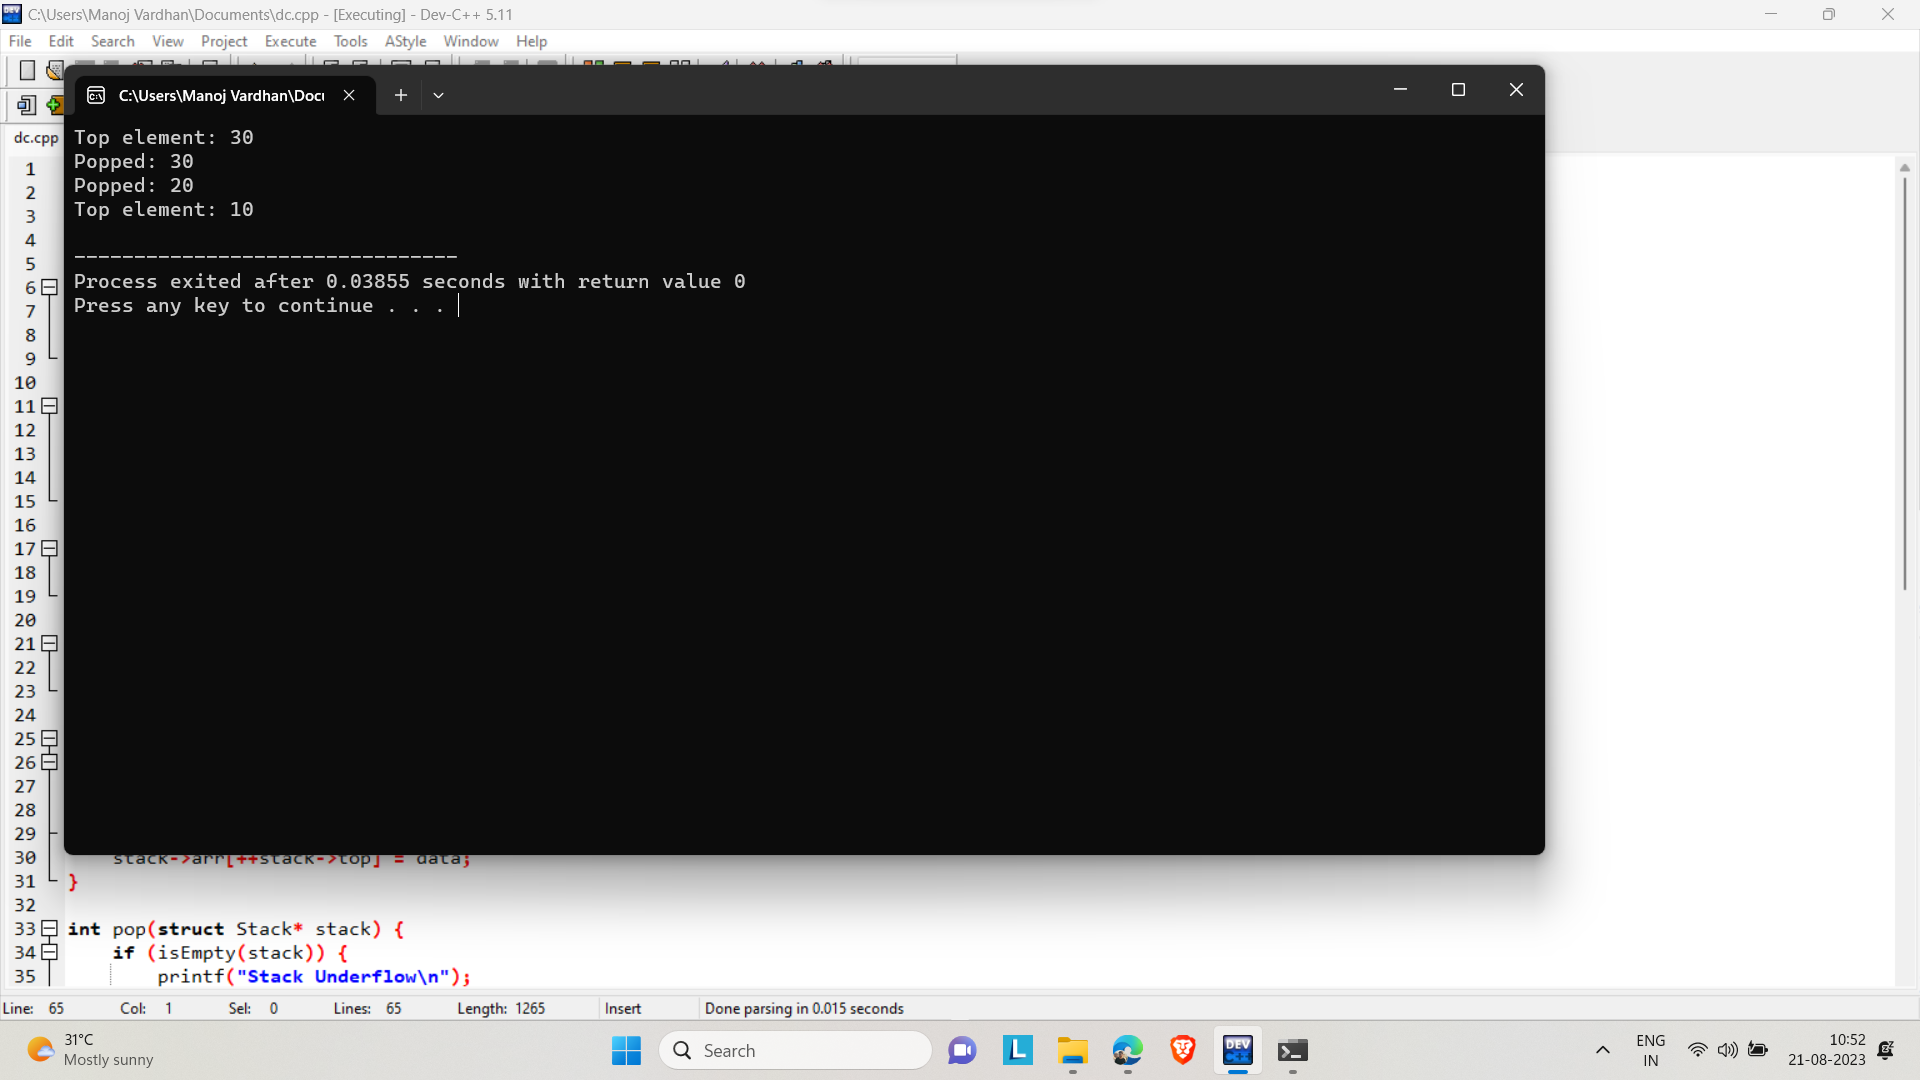 C:\Users\Manoj Vardhan\Documents\dc.cpp - [Executing] - Dev-C++ 5.11
File Edit Search View Project Execute Tools AStyle Window Help
C:\Users\Manoj Vardhan\Docu
dc.cpp
Top element: 30
Popped: 30
Popped: 20
Top element: 10
--------------------------------
Process exited after 0.03855 seconds with return value 0
Press any key to continue . . .
1
2
3
4
5
6
7
8
9
10
11
12
13
14
15
16
17
18
19
20
21
22
23
24
25
26
27
28
29
30 stack->arr[++stack->top] = data;
31 }
32
33 int pop(struct Stack* stack) {
34 if (isEmpty(stack)) {
35 printf("Stack Underflow\n");
Line: 65 Col: 1 Sel: 0 Lines: 65 Length: 1265 Insert Done parsing in 0.015 seconds
31°C
Mostly sunny
Search
L
DEV
C++
ENG
IN
10:52
21-08-2023